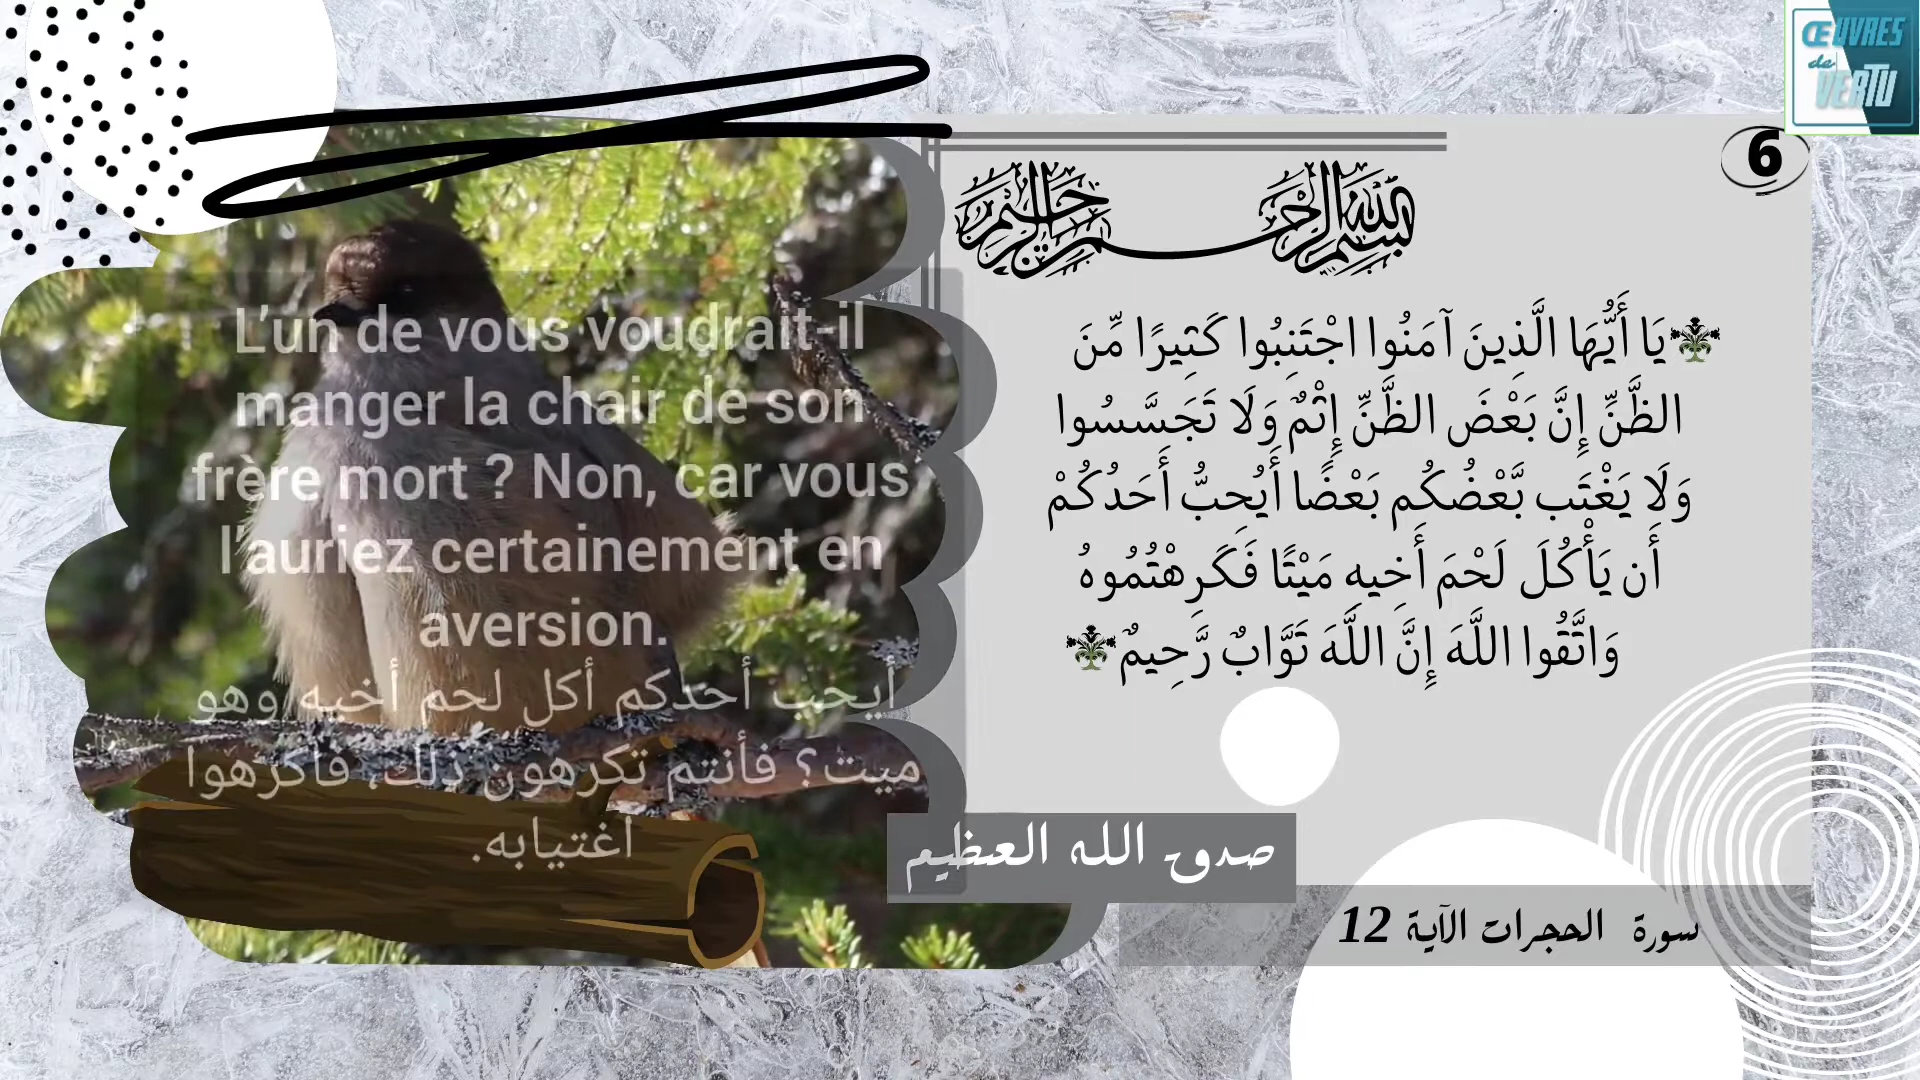 ŒUVRES
de
VERTU
6
بسم الله الرحمن الرحيم
يَا أَيُّهَا الَّذِينَ آمَنُوا اجْتَنِبُوا كَثِيرًا مِّنَ
الظَّنِّ إِنَّ بَعْضَ الظَّنِّ إِثْمٌ وَلَا تَجَسَّسُوا
وَلَا يَغْتَب بَّعْضُكُم بَعْضًا أَيُحِبُّ أَحَدُكُمْ
أَن يَأْكُلَ لَحْمَ أَخِيهِ مَيْتًا فَكَرِهْتُمُوهُ
وَاتَّقُوا اللَّهَ إِنَّ اللَّهَ تَوَّابٌ رَّحِيمٌ
L'un de vous voudrait-il
manger la chair de son
frère mort ? Non, car vous
l'auriez certainement en
aversion.
أيحب أحدكم أكل لحم أخيه وهو
ميت؟ فأنتم تكرهون ذلك، فاكرهوا
اغتيابه.
صدق الله العظيم
سورة الحجرات الآية 12